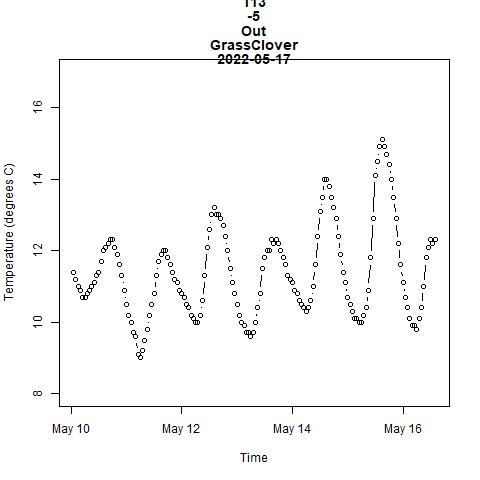 113
-5
Out
GrassClover
2022-05-17
16
14
12
10
8
Temperature (degrees C)
May 10
May 12
May 14
May 16
Time